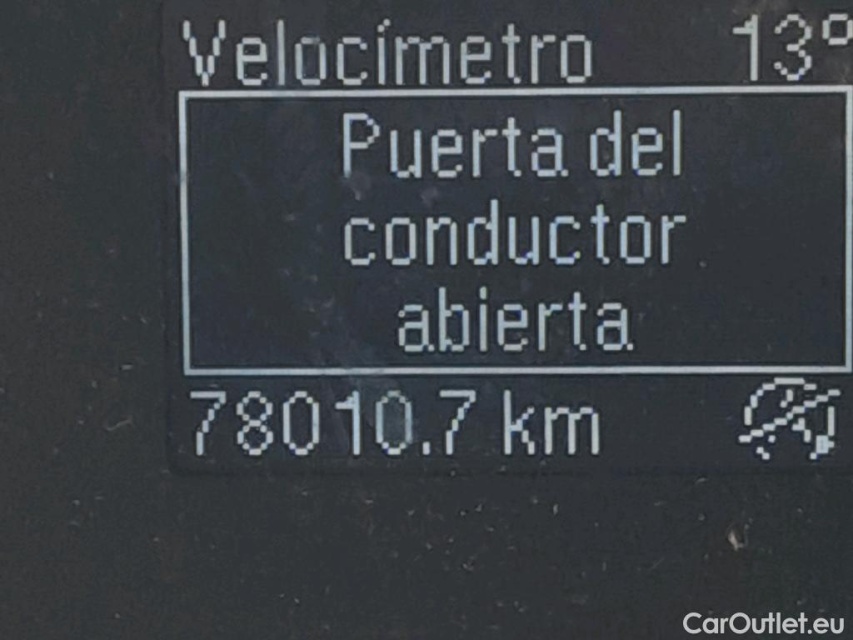 Velocímetro 13°
Puerta del
conductor
abierta
78010.7 km
CarOutlet.eu